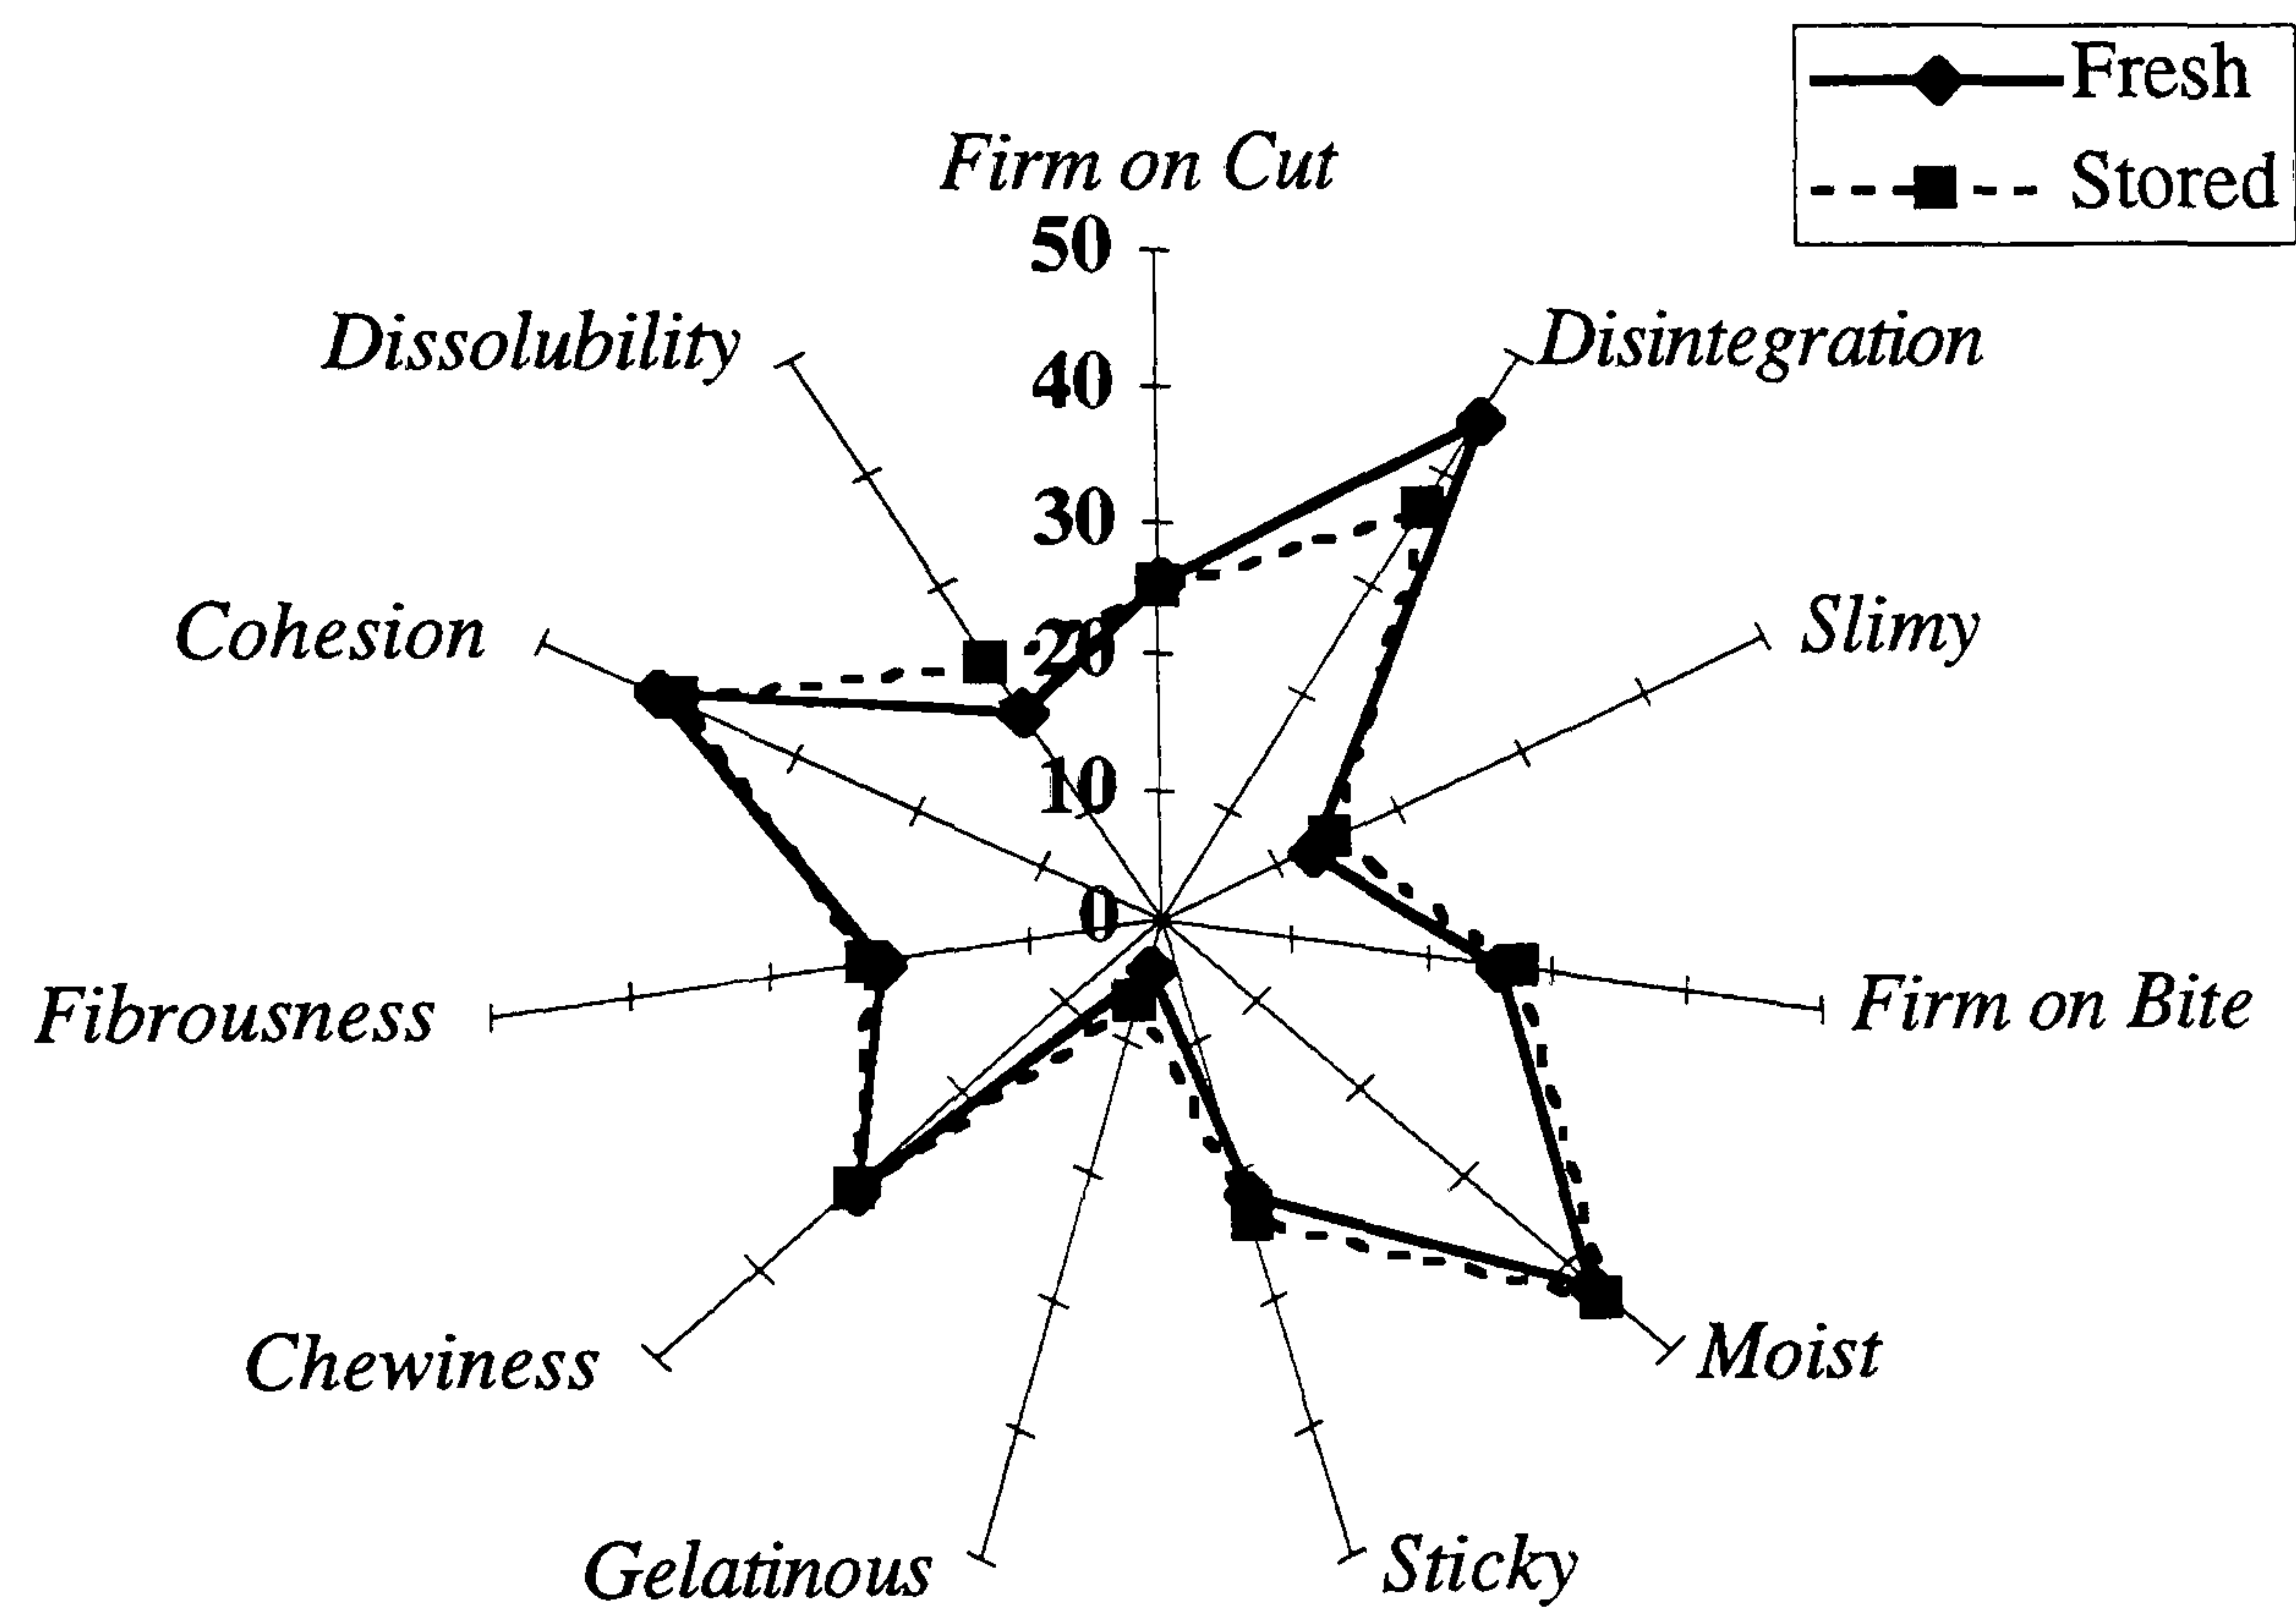 Fresh
Stored
Firm on Cut
50
40
30
20
10
0
Disintegration
Slimy
Firm on Bite
Moist
Sticky
Gelatinous
Chewiness
Fibrousness
Cohesion
Dissolubility